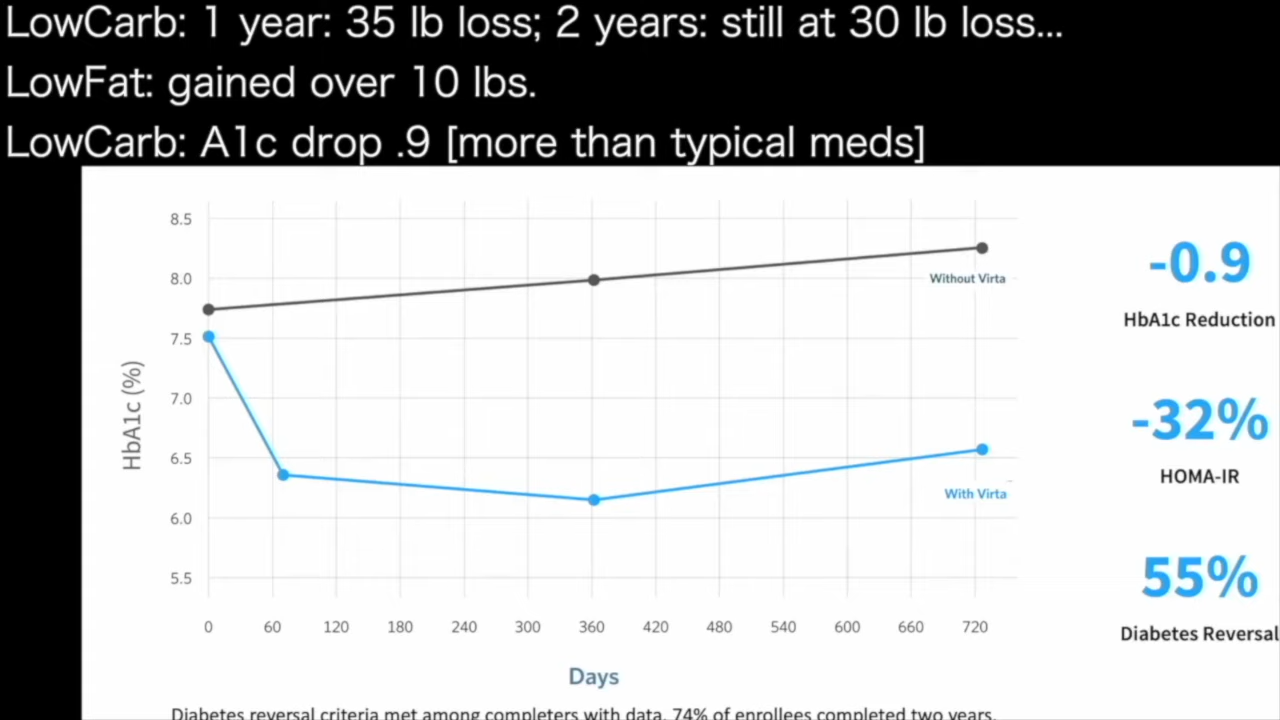 LowCarb: 1 year: 35 lb loss; 2 years: still at 30 lb loss...
LowFat: gained over 10 lbs.
LowCarb: A1c drop .9 [more than typical meds]
8.5
8.0
7.5
7.0
6.5
6.0
5.5
HbA1c (%)
Without Virta
With Virta
0 60 120 180 240 300 360 420 480 540 600 660 720
Days
-0.9
HbA1c Reduction
-32%
HOMA-IR
55%
Diabetes Reversal
Diabetes reversal criteria met among completers with data. 74% of enrollees completed two years.